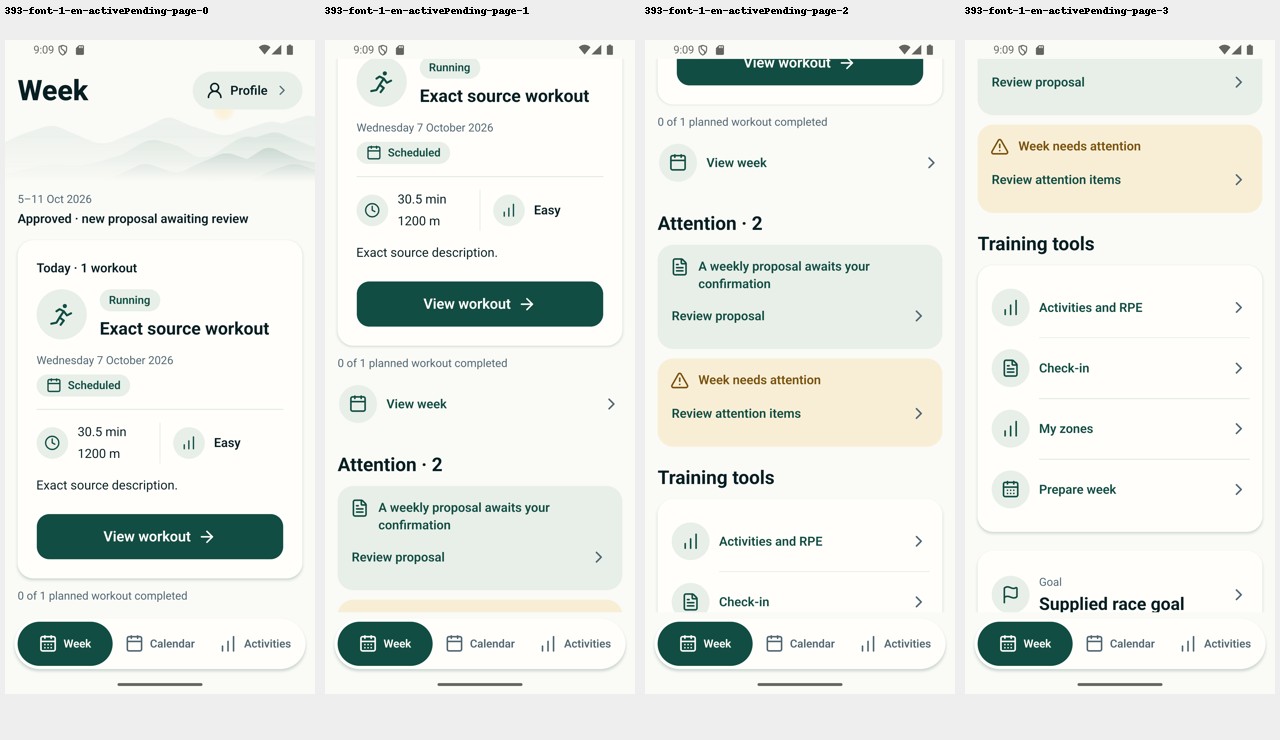 393-font-1-en-activePending-page-0
9:09
Week
Profile
5–11 Oct 2026
Approved · new proposal awaiting review
Today · 1 workout
Running
Exact source workout
Wednesday 7 October 2026
Scheduled
30.5 min
1200 m
Easy
Exact source description.
View workout
0 of 1 planned workout completed
Week
Calendar
Activities
393-font-1-en-activePending-page-1
9:09
Running
Exact source workout
Wednesday 7 October 2026
Scheduled
30.5 min
1200 m
Easy
Exact source description.
View workout
0 of 1 planned workout completed
View week
Attention · 2
A weekly proposal awaits your
confirmation
Review proposal
Week
Calendar
Activities
393-font-1-en-activePending-page-2
9:09
View workout
0 of 1 planned workout completed
View week
Attention · 2
A weekly proposal awaits your
confirmation
Review proposal
Week needs attention
Review attention items
Training tools
Activities and RPE
Check-in
Week
Calendar
Activities
393-font-1-en-activePending-page-3
9:09
Review proposal
Week needs attention
Review attention items
Training tools
Activities and RPE
Check-in
My zones
Prepare week
Goal
Supplied race goal
Week
Calendar
Activities